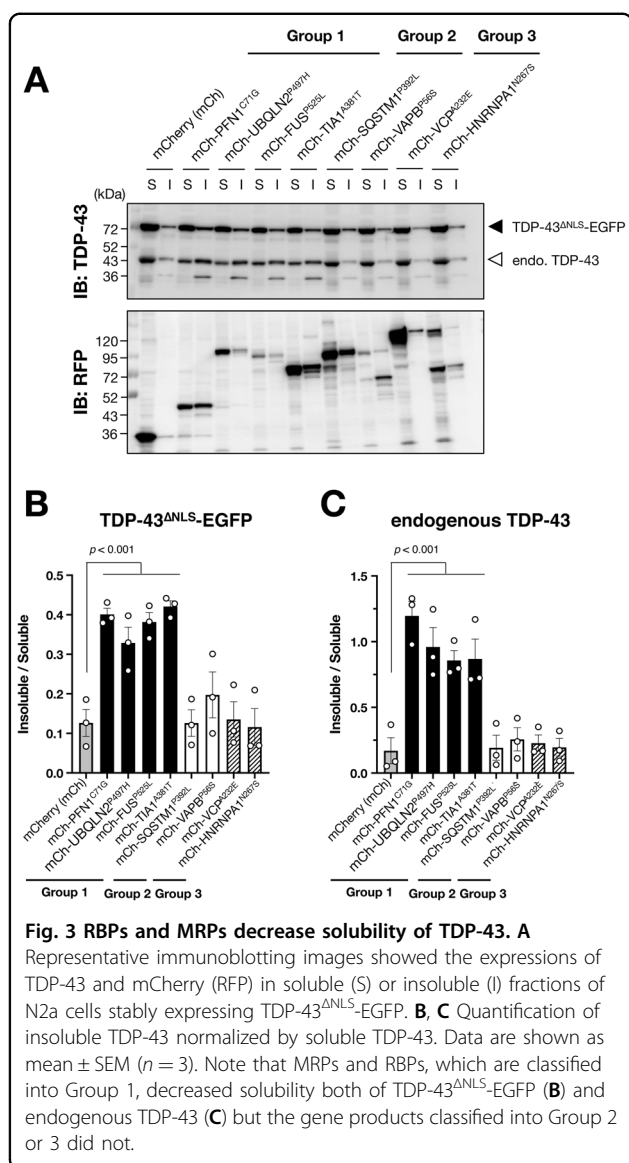 Group 1 Group 2 Group 3
A
mCherry (mCh) mCh-PFN1C71G mCh-UBQLN2P497H mCh-FUSP525L mCh-TIA1A381T mCh-SQSTM1P392L mCh-VAPBP56S mCh-VCPA232E mCh-HNRNPA1N267S
S I S I S I S I S I S I S I S I S I
(kDa)
IB: TDP-43
72
52
43
36
TDP-43ΔNLS-EGFP
endo. TDP-43
IB: RFP
120
95
72
52
43
36
B
TDP-43ΔNLS-EGFP
p < 0.001
Insoluble / Soluble
0.5
0.4
0.3
0.2
0.1
0.0
mCherry (mCh) mCh-PFN1C71G mCh-UBQLN2P497H mCh-FUSP525L mCh-TIA1A381T mCh-SQSTM1P392L mCh-VAPBP56S mCh-VCPA232E mCh-HNRNPA1N267S
Group 1 Group 2 Group 3
C
endogenous TDP-43
p < 0.001
Insoluble / Soluble
1.5
1.0
0.5
0.0
mCherry (mCh) mCh-PFN1C71G mCh-UBQLN2P497H mCh-FUSP525L mCh-TIA1A381T mCh-SQSTM1P392L mCh-VAPBP56S mCh-VCPA232E mCh-HNRNPA1N267S
Group 1 Group 2 Group 3
Fig. 3 RBPs and MRPs decrease solubility of TDP-43. A
Representative immunoblotting images showed the expressions of
TDP-43 and mCherry (RFP) in soluble (S) or insoluble (I) fractions of
N2a cells stably expressing TDP-43ΔNLS-EGFP. B, C Quantification of
insoluble TDP-43 normalized by soluble TDP-43. Data are shown as
mean ± SEM (n = 3). Note that MRPs and RBPs, which are classified
into Group 1, decreased solubility both of TDP-43ΔNLS-EGFP (B) and
endogenous TDP-43 (C) but the gene products classified into Group 2
or 3 did not.